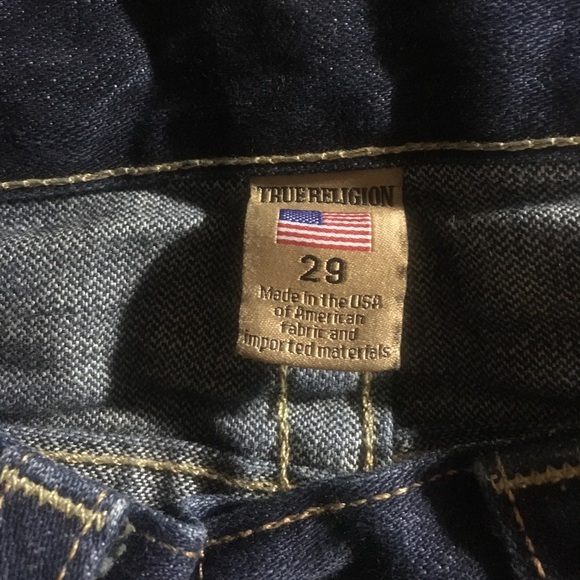 TRUE RELIGION
29
Made in the USA
of American
fabric and
imported materials